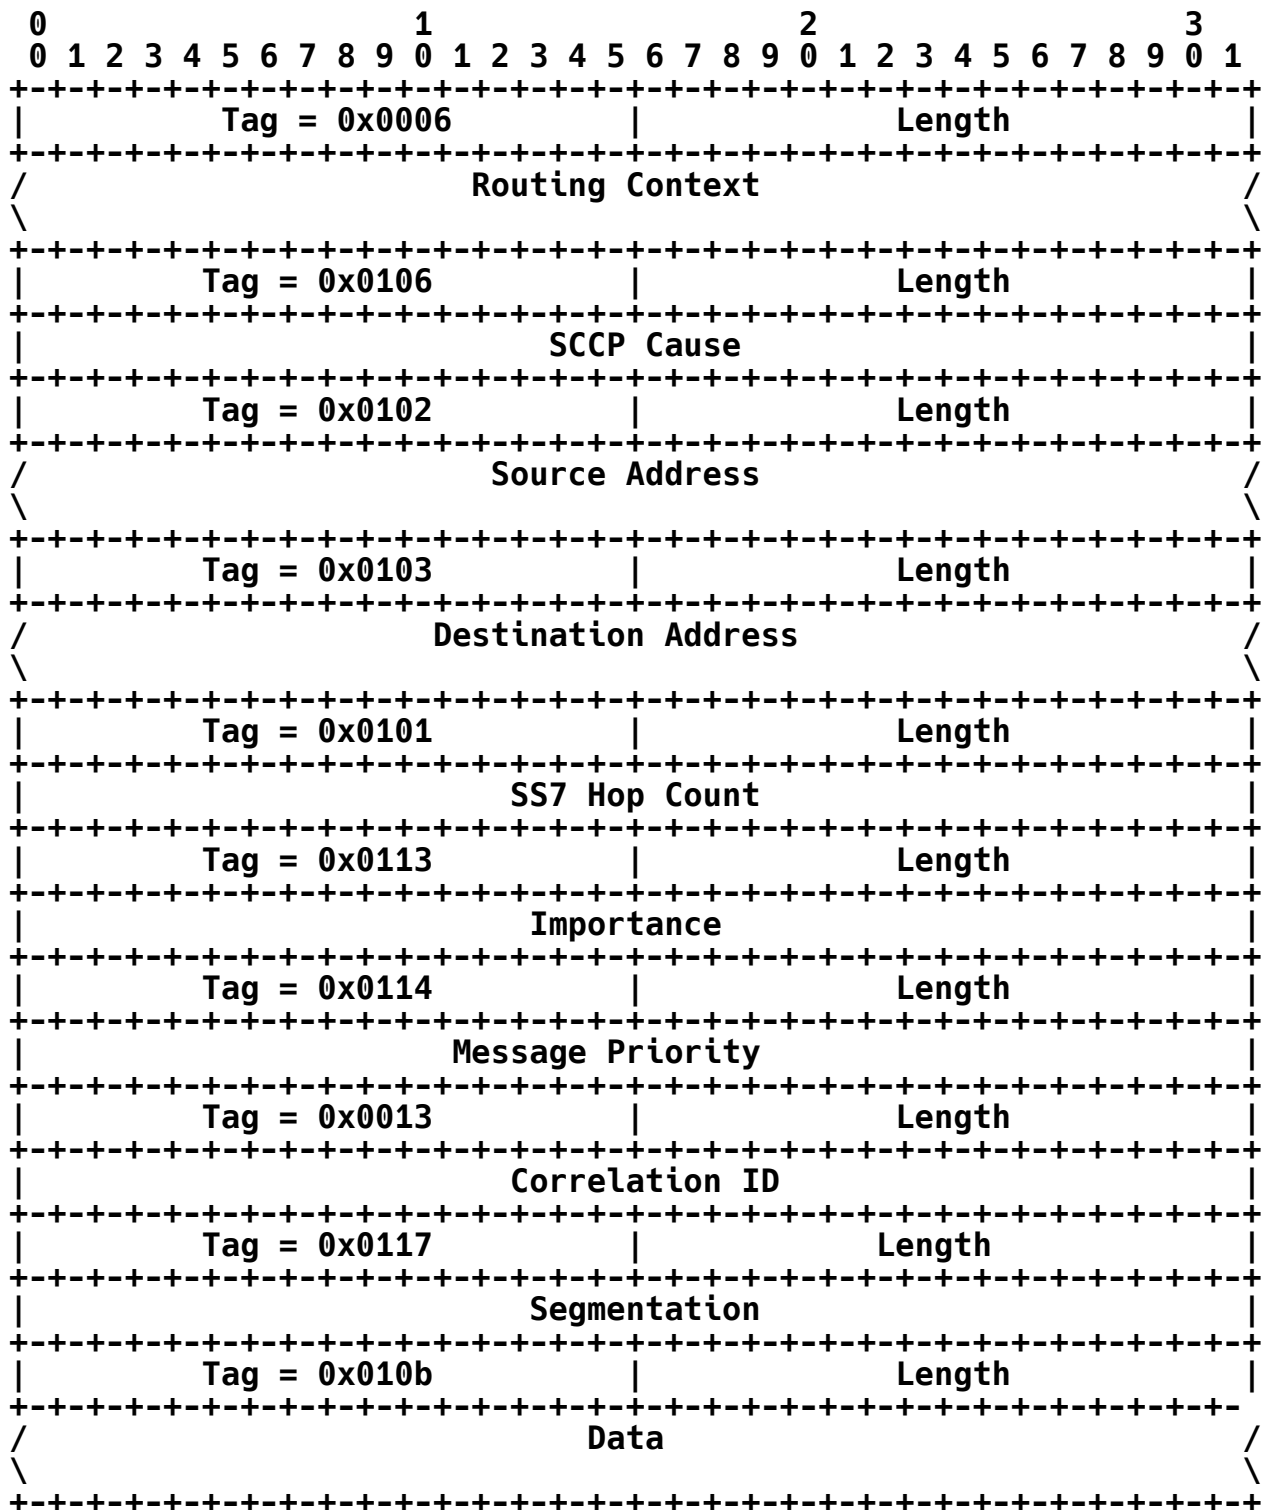 0                   1                   2                   3
 0 1 2 3 4 5 6 7 8 9 0 1 2 3 4 5 6 7 8 9 0 1 2 3 4 5 6 7 8 9 0 1
+-+-+-+-+-+-+-+-+-+-+-+-+-+-+-+-+-+-+-+-+-+-+-+-+-+-+-+-+-+-+-+-+
|          Tag = 0x0006         |             Length            |
+-+-+-+-+-+-+-+-+-+-+-+-+-+-+-+-+-+-+-+-+-+-+-+-+-+-+-+-+-+-+-+-+
/                       Routing Context                         /
\                                                               \
+-+-+-+-+-+-+-+-+-+-+-+-+-+-+-+-+-+-+-+-+-+-+-+-+-+-+-+-+-+-+-+-+
|         Tag = 0x0106          |             Length            |
+-+-+-+-+-+-+-+-+-+-+-+-+-+-+-+-+-+-+-+-+-+-+-+-+-+-+-+-+-+-+-+-+
|                           SCCP Cause                          |
+-+-+-+-+-+-+-+-+-+-+-+-+-+-+-+-+-+-+-+-+-+-+-+-+-+-+-+-+-+-+-+-+
|         Tag = 0x0102          |             Length            |
+-+-+-+-+-+-+-+-+-+-+-+-+-+-+-+-+-+-+-+-+-+-+-+-+-+-+-+-+-+-+-+-+
/                        Source Address                         /
\                                                               \
+-+-+-+-+-+-+-+-+-+-+-+-+-+-+-+-+-+-+-+-+-+-+-+-+-+-+-+-+-+-+-+-+
|         Tag = 0x0103          |             Length            |
+-+-+-+-+-+-+-+-+-+-+-+-+-+-+-+-+-+-+-+-+-+-+-+-+-+-+-+-+-+-+-+-+
/                     Destination Address                       /
\                                                               \
+-+-+-+-+-+-+-+-+-+-+-+-+-+-+-+-+-+-+-+-+-+-+-+-+-+-+-+-+-+-+-+-+
|         Tag = 0x0101          |             Length            |
+-+-+-+-+-+-+-+-+-+-+-+-+-+-+-+-+-+-+-+-+-+-+-+-+-+-+-+-+-+-+-+-+
|                         SS7 Hop Count                         |
+-+-+-+-+-+-+-+-+-+-+-+-+-+-+-+-+-+-+-+-+-+-+-+-+-+-+-+-+-+-+-+-+
|         Tag = 0x0113          |             Length            |
+-+-+-+-+-+-+-+-+-+-+-+-+-+-+-+-+-+-+-+-+-+-+-+-+-+-+-+-+-+-+-+-+
|                          Importance                           |
+-+-+-+-+-+-+-+-+-+-+-+-+-+-+-+-+-+-+-+-+-+-+-+-+-+-+-+-+-+-+-+-+
|         Tag = 0x0114          |             Length            |
+-+-+-+-+-+-+-+-+-+-+-+-+-+-+-+-+-+-+-+-+-+-+-+-+-+-+-+-+-+-+-+-+
|                      Message Priority                         |
+-+-+-+-+-+-+-+-+-+-+-+-+-+-+-+-+-+-+-+-+-+-+-+-+-+-+-+-+-+-+-+-+
|         Tag = 0x0013          |             Length            |
+-+-+-+-+-+-+-+-+-+-+-+-+-+-+-+-+-+-+-+-+-+-+-+-+-+-+-+-+-+-+-+-+
|                         Correlation ID                        |
+-+-+-+-+-+-+-+-+-+-+-+-+-+-+-+-+-+-+-+-+-+-+-+-+-+-+-+-+-+-+-+-+
|         Tag = 0x0117          |            Length             |
+-+-+-+-+-+-+-+-+-+-+-+-+-+-+-+-+-+-+-+-+-+-+-+-+-+-+-+-+-+-+-+-+
|                          Segmentation                         |
+-+-+-+-+-+-+-+-+-+-+-+-+-+-+-+-+-+-+-+-+-+-+-+-+-+-+-+-+-+-+-+-+
|         Tag = 0x010b          |             Length            |
+-+-+-+-+-+-+-+-+-+-+-+-+-+-+-+-+-+-+-+-+-+-+-+-+-+-+-+-+-+-+-+-
/                             Data                              /
\                                                               \
+-+-+-+-+-+-+-+-+-+-+-+-+-+-+-+-+-+-+-+-+-+-+-+-+-+-+-+-+-+-+-+-+